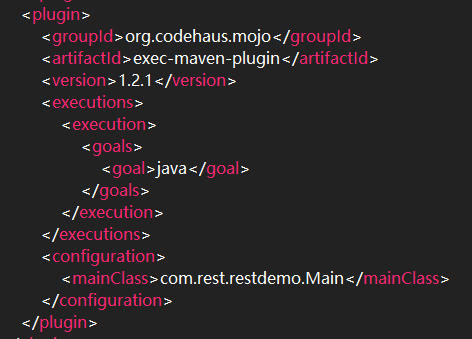 <plugin>
<groupId>org.codehaus.mojo</groupId>
<artifactId>exec-maven-plugin</artifactId>
<version>1.2.1</version>
<executions>
<execution>
<goals>
<goal>java</goal>
</goals>
</execution>
</executions>
<configuration>
<mainClass>com.rest.restdemo.Main</mainClass>
</configuration>
</plugin>